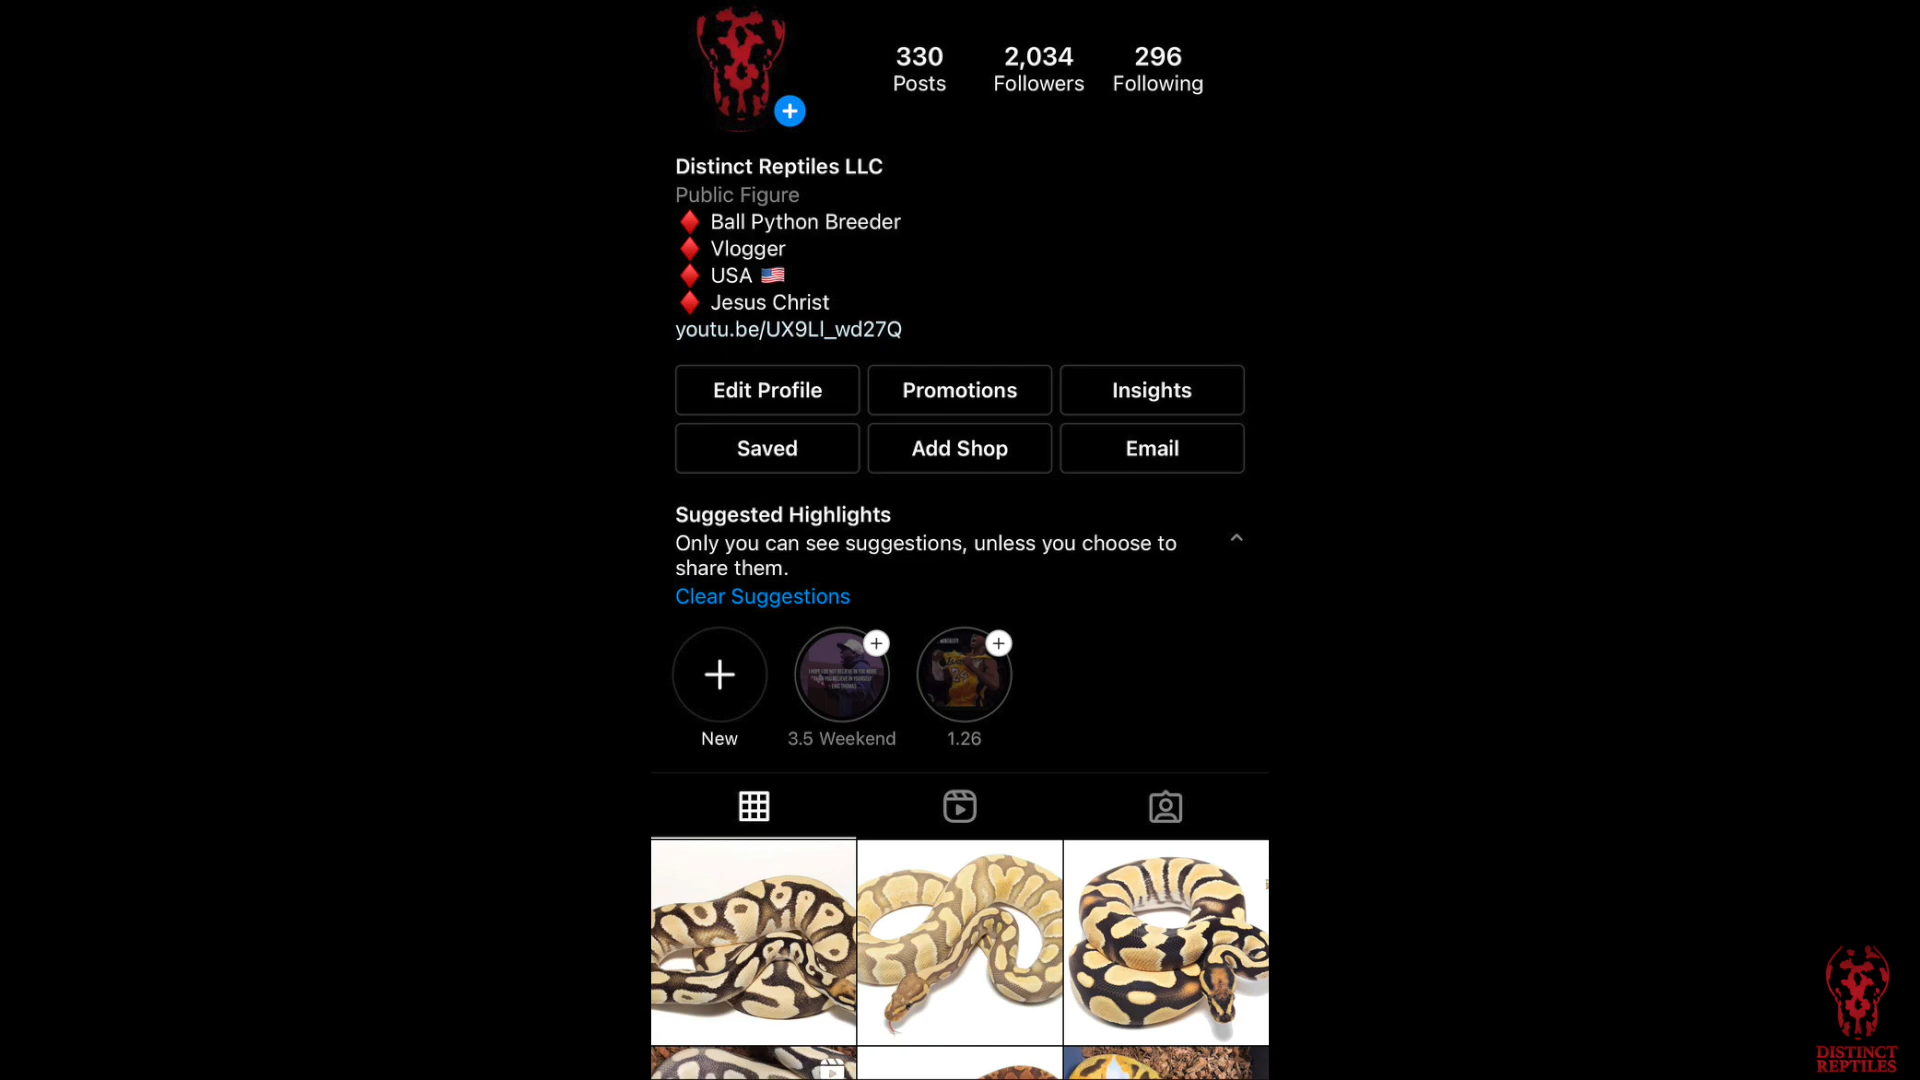 330
Posts
2,034
Followers
296
Following
Distinct Reptiles LLC
Public Figure
Ball Python Breeder
Vlogger
USA
Jesus Christ
youtu.be/UX9Ll_wd27Q
Edit Profile
Promotions
Insights
Saved
Add Shop
Email
Suggested Highlights
Only you can see suggestions, unless you choose to
share them.
Clear Suggestions
New
3.5 Weekend
1.26
DISTINCT
REPTILES